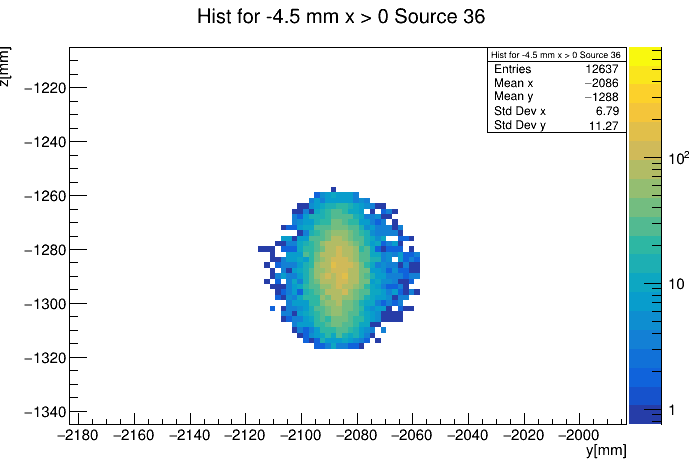 Hist for -4.5 mm x > 0 Source 36
z[mm]
Hist for -4.5 mm x > 0 Source 36
Entries 12637
Mean x −2086
Mean y −1288
Std Dev x 6.79
Std Dev y 11.27
−1220
−1240
−1260
−1280
−1300
−1320
−1340
10²
10
1
−2180 −2160 −2140 −2120 −2100 −2080 −2060 −2040 −2020 −2000
y[mm]